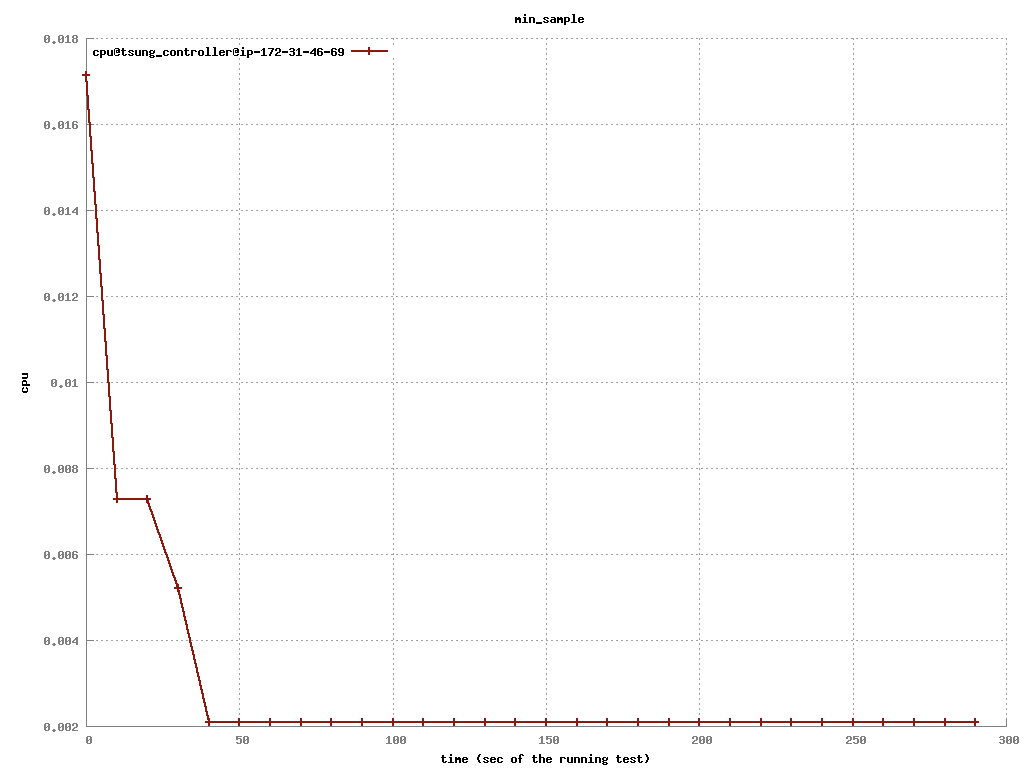 min_sample
0.018
cpu@tsung_controller@ip-172-31-46-69
0.016
0.014
0.012
cpu
0.01
0.008
0.006
0.004
0.002
0 50 100 150 200 250 300
time (sec of the running test)